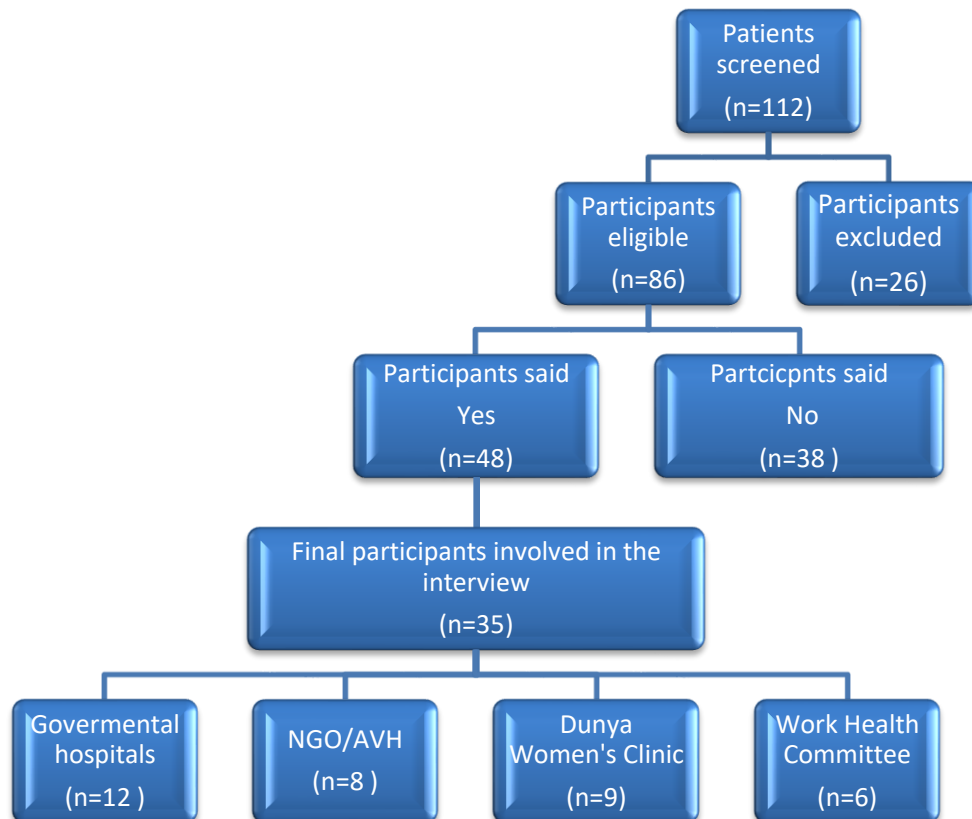 Patients
screened
(n=112)
Participants
eligible
(n=86)
Participants
excluded
(n=26)
Participants said
Yes
(n=48)
Partcicpnts said
No
(n=38 )
Final participants involved in the
interview
(n=35)
Govermental
hospitals
(n=12 )
NGO/AVH
(n=8 )
Dunya
Women's Clinic
(n=9)
Work Health
Committee
(n=6)